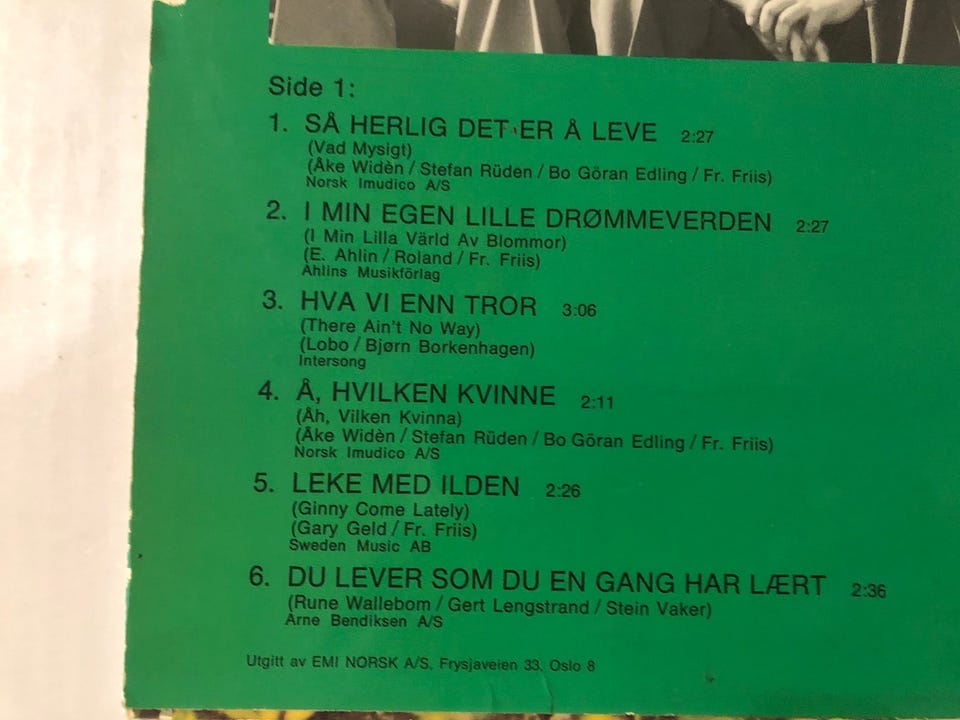 Side 1:
1. SÅ HERLIG DET ER Å LEVE 2:27
(Vad Mysigt)
(Åke Widèn / Stefan Rüden / Bo Göran Edling / Fr. Friis)
Norsk Imudico A/S
2. I MIN EGEN LILLE DRØMMEVERDEN 2:27
(I Min Lilla Värld Av Blommor)
(E. Ahlin / Roland / Fr. Friis)
Ahlins Musikförlag
3. HVA VI ENN TROR 3:06
(There Ain't No Way)
(Lobo / Bjørn Borkenhagen)
Intersong
4. Å, HVILKEN KVINNE 2:11
(Åh, Vilken Kvinna)
(Åke Widèn / Stefan Rüden / Bo Göran Edling / Fr. Friis)
Norsk Imudico A/S
5. LEKE MED ILDEN 2:26
(Ginny Come Lately)
(Gary Geld / Fr. Friis)
Sweden Music AB
6. DU LEVER SOM DU EN GANG HAR LÆRT 2:36
(Rune Wallebom / Gert Lengstrand / Stein Vaker)
Arne Bendiksen A/S
Utgitt av EMI NORSK A/S, Frysjaveien 33, Oslo 8